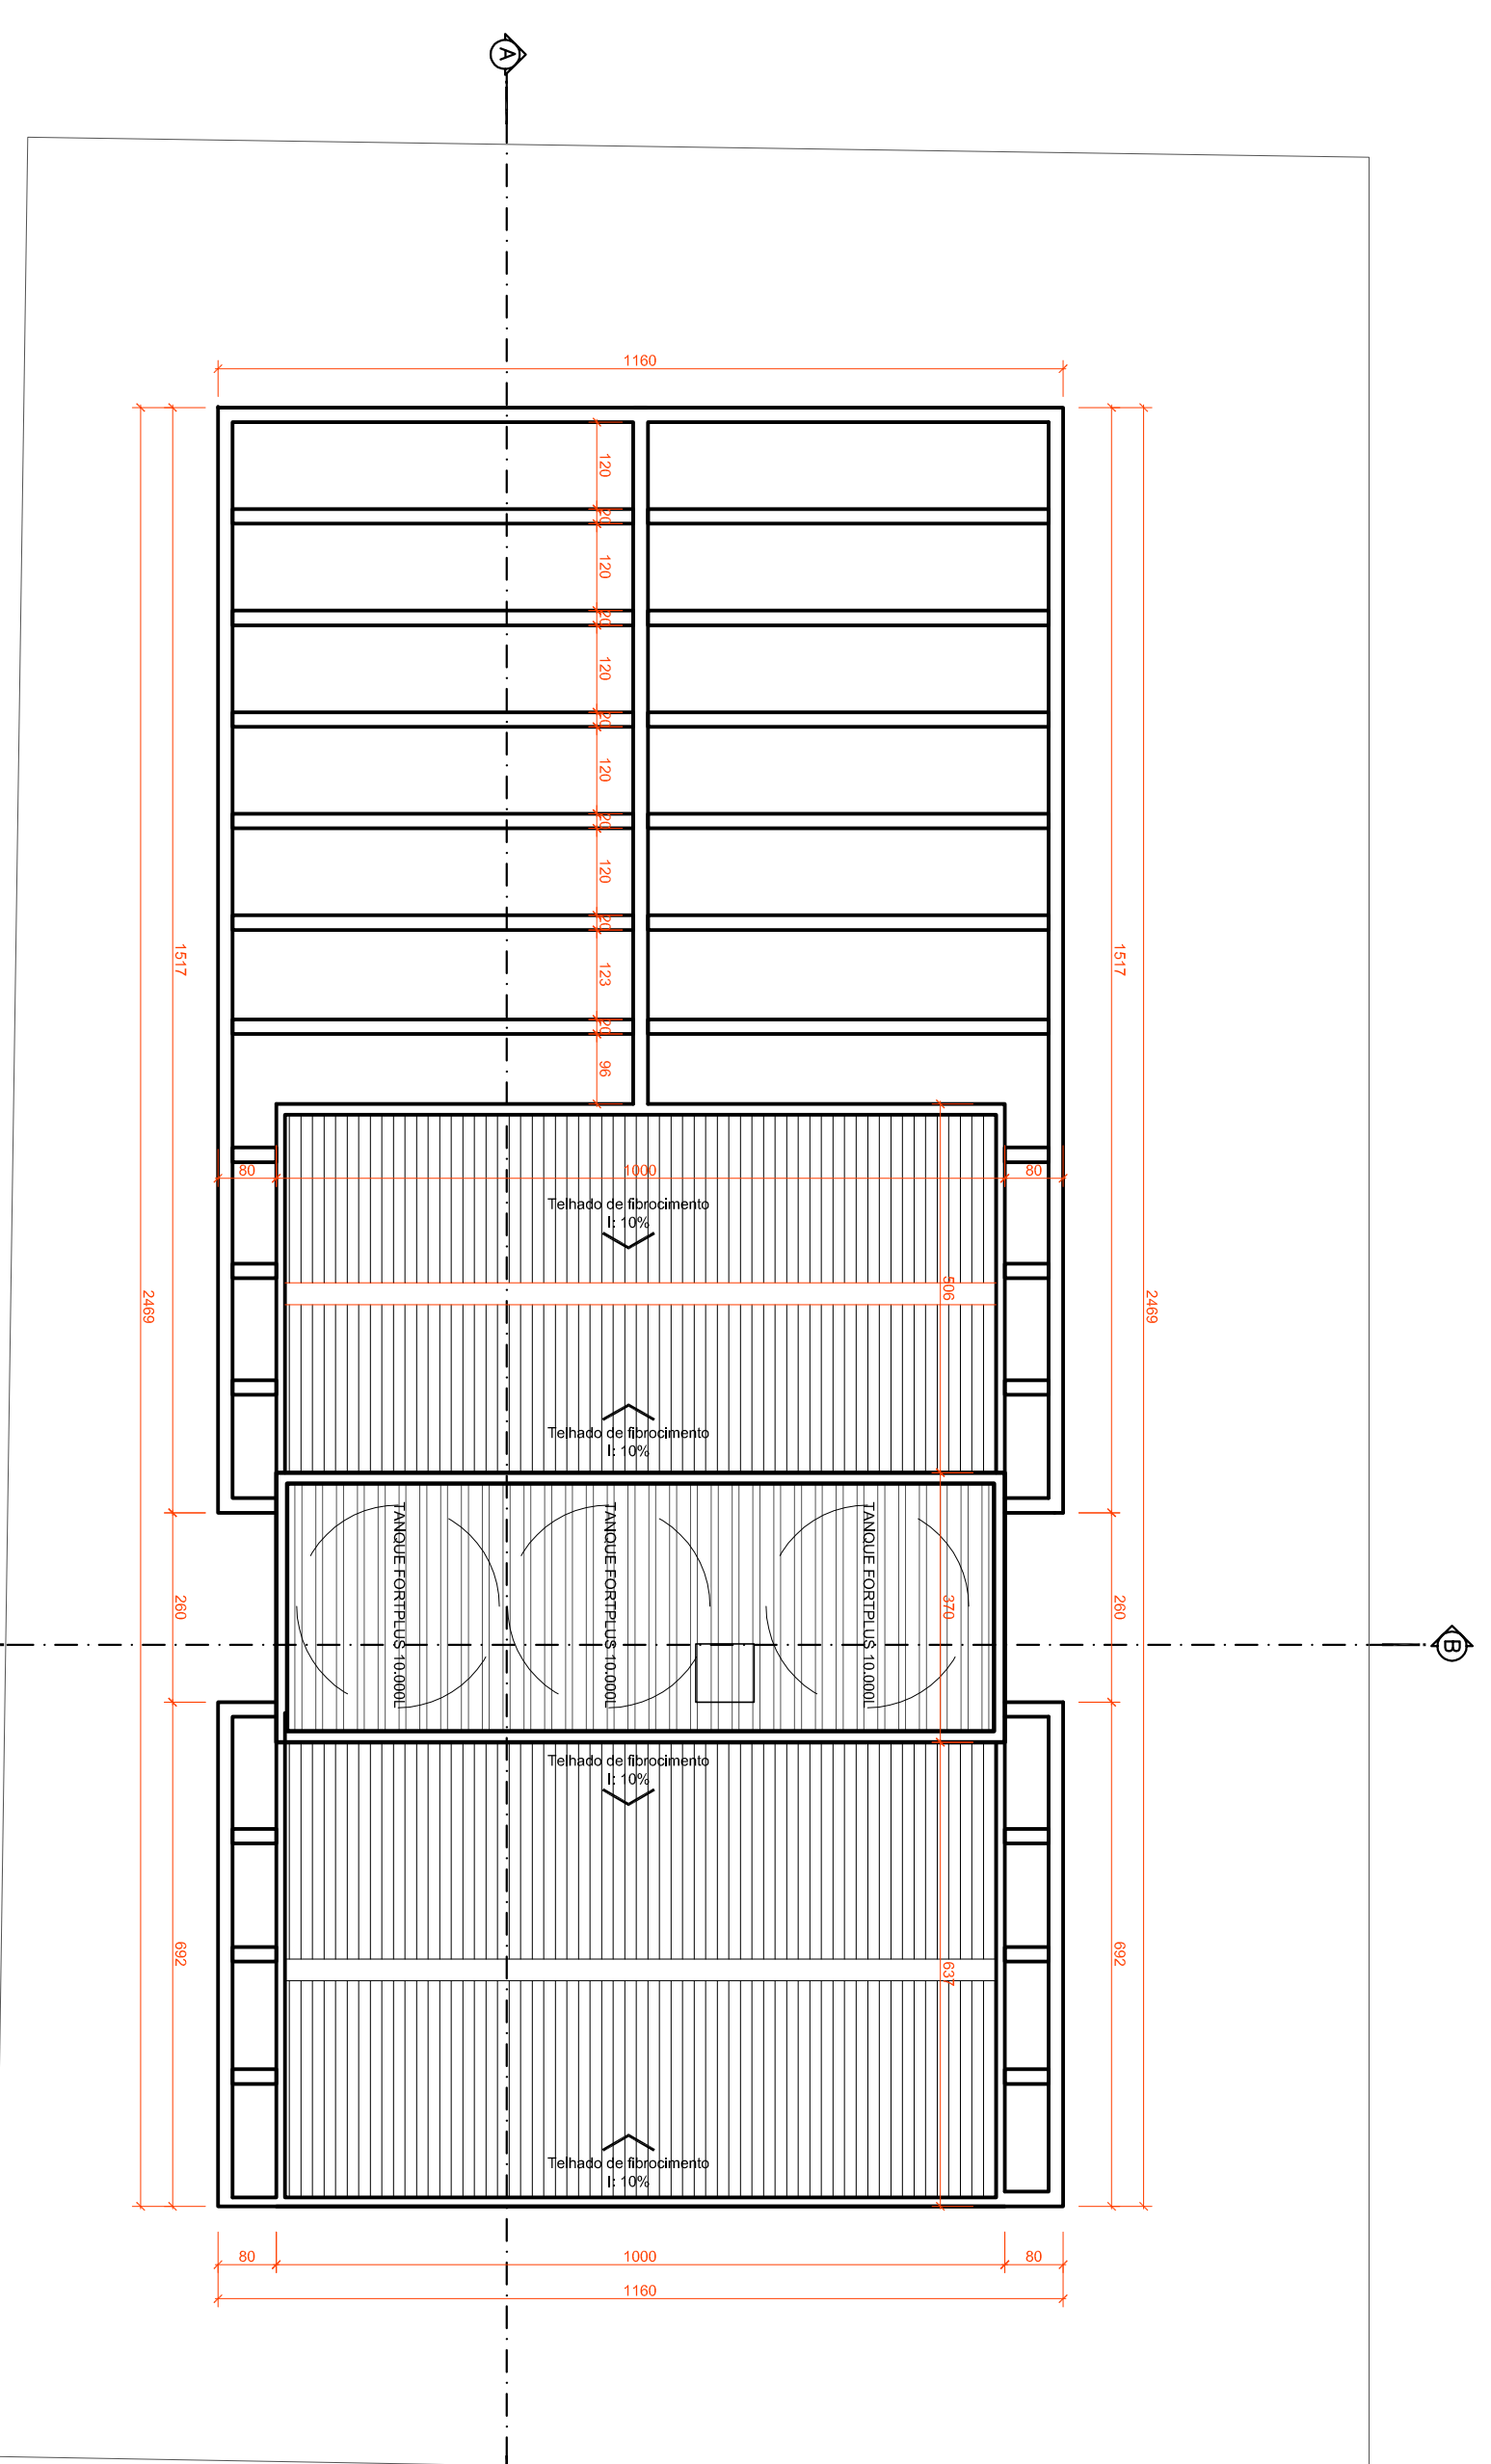 A
1160
120
20
120
20
120
20
120
20
120
20
123
20
96
1517
1517
2469
2469
80
1000
80
Telhado de fibrocimento
I: 10%
506
Telhado de fibrocimento
I: 10%
TANQUE FORTPLUS 10.000L
TANQUE FORTPLUS 10.000L
TANQUE FORTPLUS 10.000L
260
370
260
B
Telhado de fibrocimento
I: 10%
692
637
692
Telhado de fibrocimento
I: 10%
80
1000
80
1160